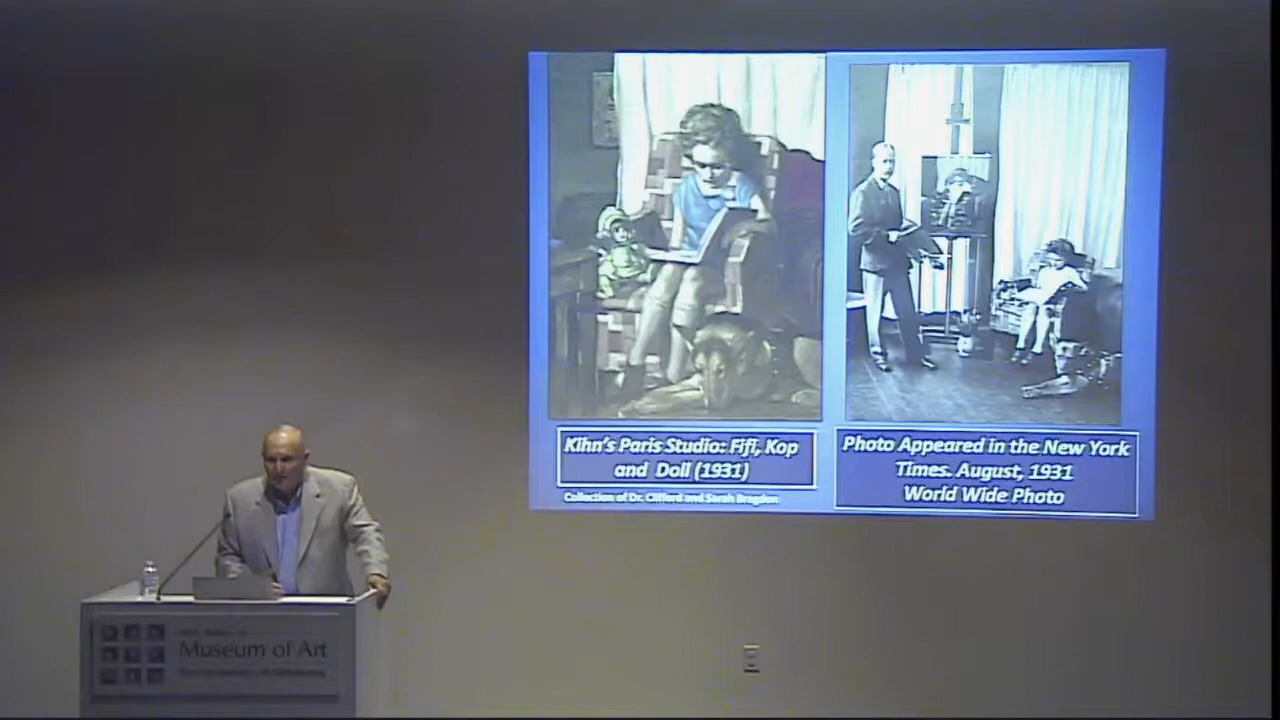 Kihn's Paris Studio: Fifi, Kop
and Doll (1931)
Collection of Dr. Clifford and Sarah Bragdon
Photo Appeared in the New York
Times. August, 1931
World Wide Photo
Museum of Art